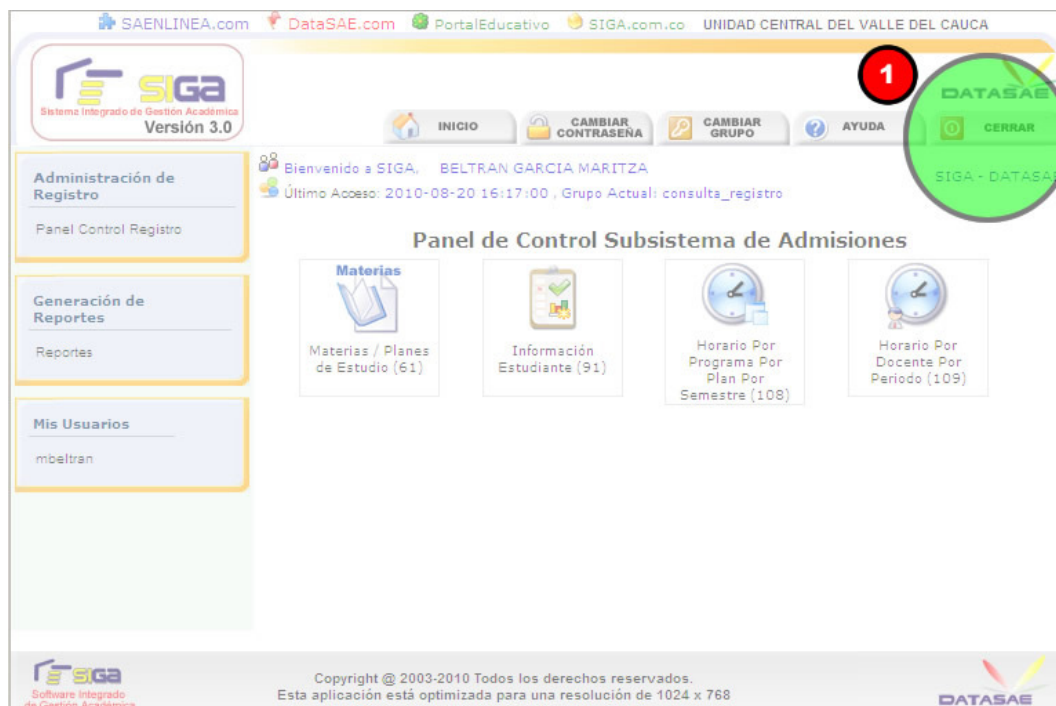 SAENLINEA.com DataSAE.com PortalEducativo SIGA.com.co UNIDAD CENTRAL DEL VALLE DEL CAUCA
SIGa
Sistema Integrado de Gestión Académica
Versión 3.0
1
DATASAE
INICIO
CAMBIAR
CONTRASEÑA
CAMBIAR
GRUPO
AYUDA
CERRAR
Bienvenido a SIGA, BELTRAN GARCIA MARITZA
SIGA - DATASAE
Último Acceso: 2010-08-20 16:17:00 , Grupo Actual: consulta_registro
Administración de
Registro
Panel Control Registro
Generación de
Reportes
Reportes
Mis Usuarios
mbeltran
Panel de Control Subsistema de Admisiones
Materias
Materias / Planes
de Estudio (61)
Información
Estudiante (91)
Horario Por
Programa Por
Plan Por
Semestre (108)
Horario Por
Docente Por
Periodo (109)
SIGa
Software Integrado
de Gestión Académica
Copyright @ 2003-2010 Todos los derechos reservados.
Esta aplicación está optimizada para una resolución de 1024 x 768
DATASAE